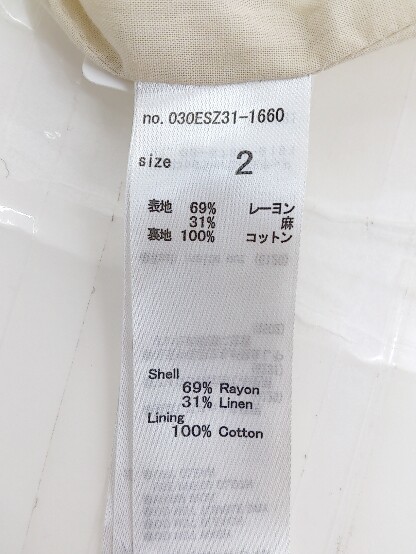 no. 030ESZ31-1660
size 2
表地 69% レーヨン
31% 麻
裏地 100% コットン
Shell
69% Rayon
31% Linen
Lining
100% Cotton